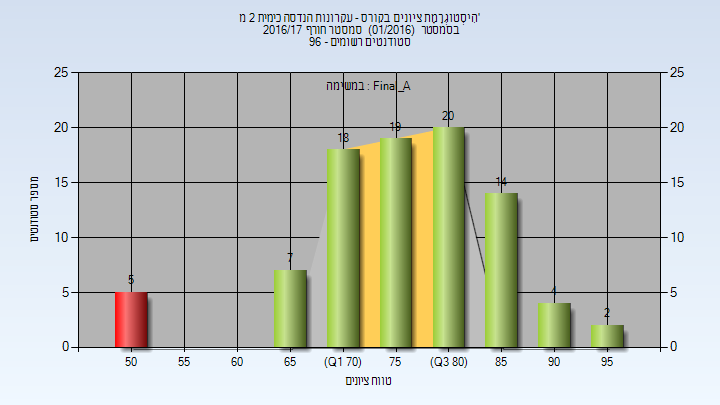 היסטוגרמת ציונים בקורס - עקרונות הנדסה כימית 2 מ'
בסמסטר (01/2016) סמסטר חורף 2016/17
סטודנטים רשומים - 96
במשימה : Final_A
מספר סטודנטים
25 25
20 20
15 15
10 10
5 5
0 0
5 7 18 19 20 14 4 2
50 55 60 65 (Q1 70) 75 (Q3 80) 85 90 95
טווח ציונים